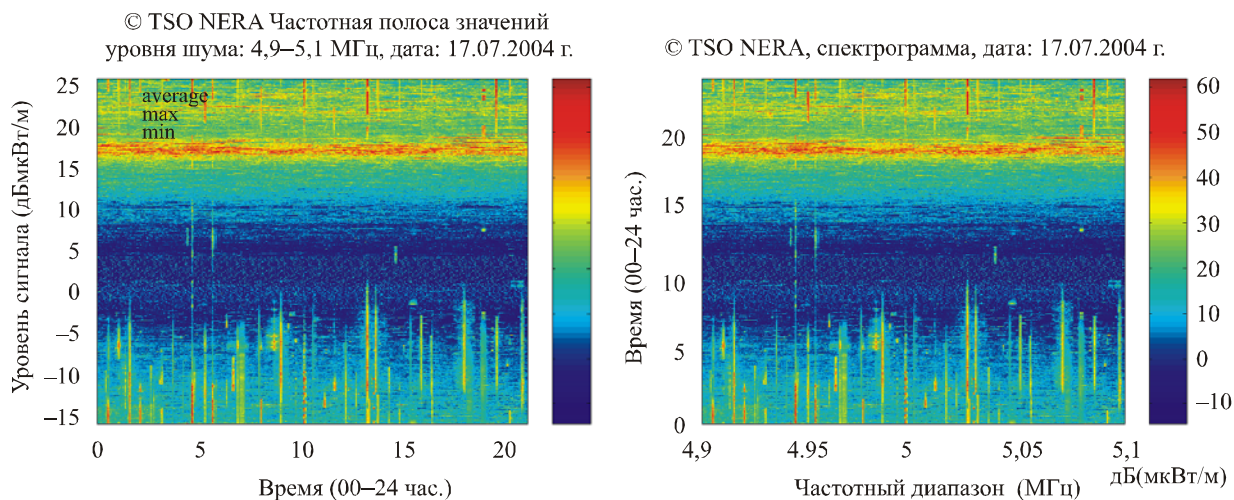 © TSO NERA Частотная полоса значений
уровня шума: 4,9–5,1 МГц, дата: 17.07.2004 г.
Уровень сигнала (дБмкВт/м)
25
20
15
10
5
0
–5
–10
–15
average
max
min
0
5
10
15
20
Время (00–24 час.)
© TSO NERA, спектрограмма, дата: 17.07.2004 г.
Время (00–24 час.)
20
15
10
5
0
4,9
4.95
5
5,05
5,1
Частотный диапазон (МГц)
60
50
40
30
20
10
0
–10
дБ(мкВт/м)